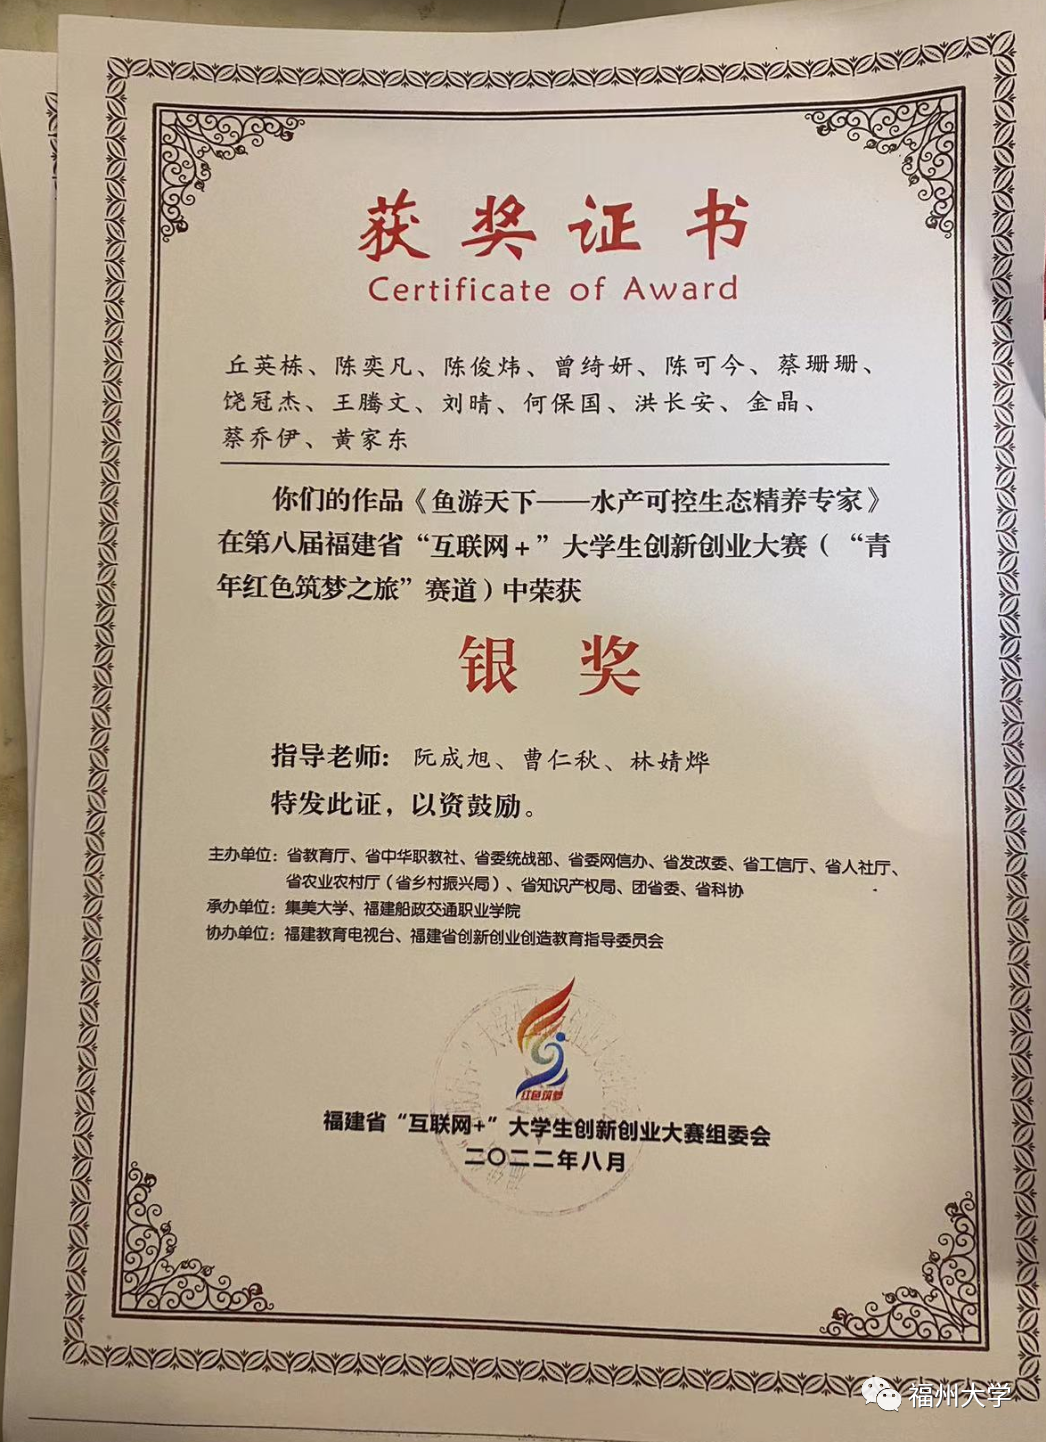 获奖证书
Certificate of Award
丘英栋、陈奕凡、陈俊炜、曾绮妍、陈可今、蔡珊珊、
饶冠杰、王腾文、刘晴、何保国、洪长安、金晶、
蔡乔伊、黄家东
你们的作品《鱼游天下——水产可控生态精养专家》
在第八届福建省“互联网+”大学生创新创业大赛（“青
年红色筑梦之旅”赛道）中荣获
银奖
指导老师：阮成旭、曹仁秋、林婧烨
特发此证，以资鼓励。
主办单位：省教育厅、省中华职教社、省委统战部、省委网信办、省发改委、省工信厅、省人社厅、
省农业农村厅（省乡村振兴局）、省知识产权局、团省委、省科协
承办单位：集美大学、福建船政交通职业学院
协办单位：福建教育电视台、福建省创新创业创造教育指导委员会
红色筑梦
福建省“互联网+”大学生创新创业大赛组委会
二〇二二年八月
福州大学